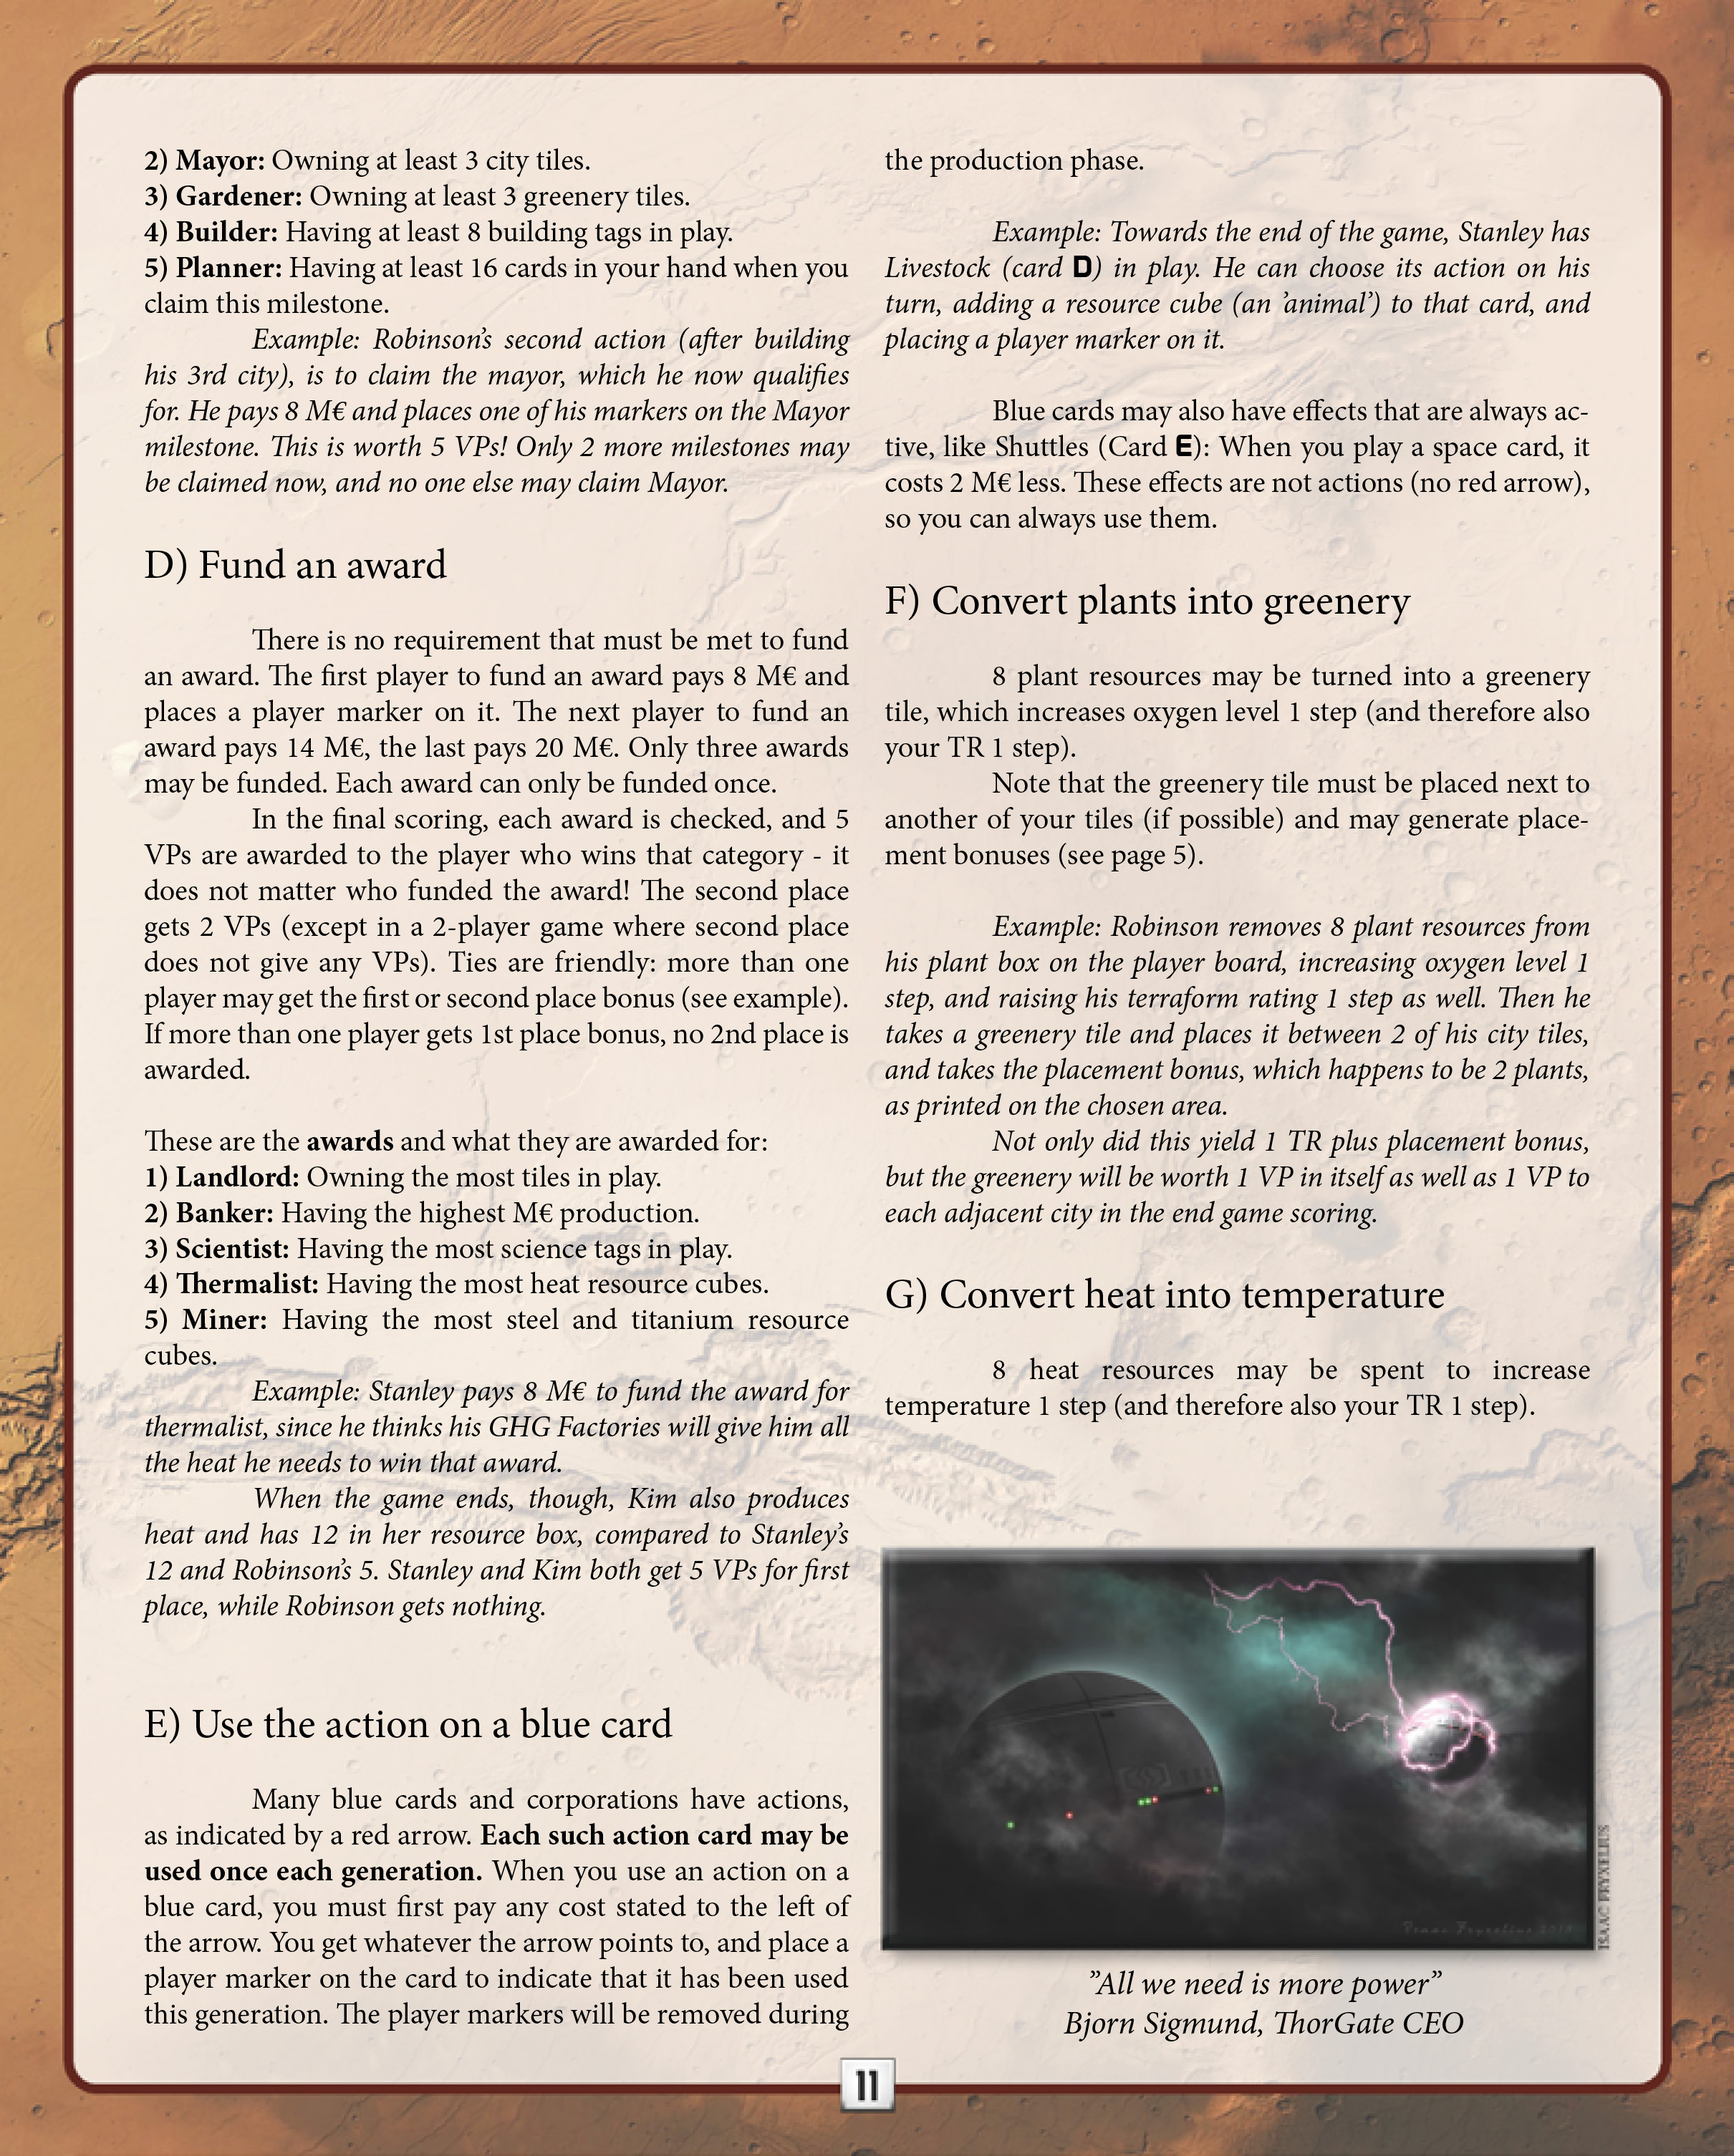 2) Mayor: Owning at least 3 city tiles.
3) Gardener: Owning at least 3 greenery tiles.
4) Builder: Having at least 8 building tags in play.
5) Planner: Having at least 16 cards in your hand when you
claim this milestone.
Example: Robinson's second action (after building
his 3rd city), is to claim the mayor, which he now qualifies
for. He pays 8 M€ and places one of his markers on the Mayor
milestone. This is worth 5 VPs! Only 2 more milestones may
be claimed now, and no one else may claim Mayor.
D) Fund an award
There is no requirement that must be met to fund
an award. The first player to fund an award pays 8 M€ and
places a player marker on it. The next player to fund an
award pays 14 M€, the last pays 20 M€. Only three awards
may be funded. Each award can only be funded once.
In the final scoring, each award is checked, and 5
VPs are awarded to the player who wins that category - it
does not matter who funded the award! The second place
gets 2 VPs (except in a 2-player game where second place
does not give any VPs). Ties are friendly: more than one
player may get the first or second place bonus (see example).
If more than one player gets 1st place bonus, no 2nd place is
awarded.
These are the awards and what they are awarded for:
1) Landlord: Owning the most tiles in play.
2) Banker: Having the highest M€ production.
3) Scientist: Having the most science tags in play.
4) Thermalist: Having the most heat resource cubes.
5) Miner: Having the most steel and titanium resource
cubes.
Example: Stanley pays 8 M€ to fund the award for
thermalist, since he thinks his GHG Factories will give him all
the heat he needs to win that award.
When the game ends, though, Kim also produces
heat and has 12 in her resource box, compared to Stanley's
12 and Robinson's 5. Stanley and Kim both get 5 VPs for first
place, while Robinson gets nothing.
E) Use the action on a blue card
Many blue cards and corporations have actions,
as indicated by a red arrow. Each such action card may be
used once each generation. When you use an action on a
blue card, you must first pay any cost stated to the left of
the arrow. You get whatever the arrow points to, and place a
player marker on the card to indicate that it has been used
this generation. The player markers will be removed during
the production phase.
Example: Towards the end of the game, Stanley has
Livestock (card D) in play. He can choose its action on his
turn, adding a resource cube (an 'animal') to that card, and
placing a player marker on it.
Blue cards may also have effects that are always ac-
tive, like Shuttles (Card E): When you play a space card, it
costs 2 M€ less. These effects are not actions (no red arrow),
so you can always use them.
F) Convert plants into greenery
8 plant resources may be turned into a greenery
tile, which increases oxygen level 1 step (and therefore also
your TR 1 step).
Note that the greenery tile must be placed next to
another of your tiles (if possible) and may generate place-
ment bonuses (see page 5).
Example: Robinson removes 8 plant resources from
his plant box on the player board, increasing oxygen level 1
step, and raising his terraform rating 1 step as well. Then he
takes a greenery tile and places it between 2 of his city tiles,
and takes the placement bonus, which happens to be 2 plants,
as printed on the chosen area.
Not only did this yield 1 TR plus placement bonus,
but the greenery will be worth 1 VP in itself as well as 1 VP to
each adjacent city in the end game scoring.
G) Convert heat into temperature
8 heat resources may be spent to increase
temperature 1 step (and therefore also your TR 1 step).
ISAAC FRYXELIUS
"All we need is more power"
Bjorn Sigmund, ThorGate CEO
11